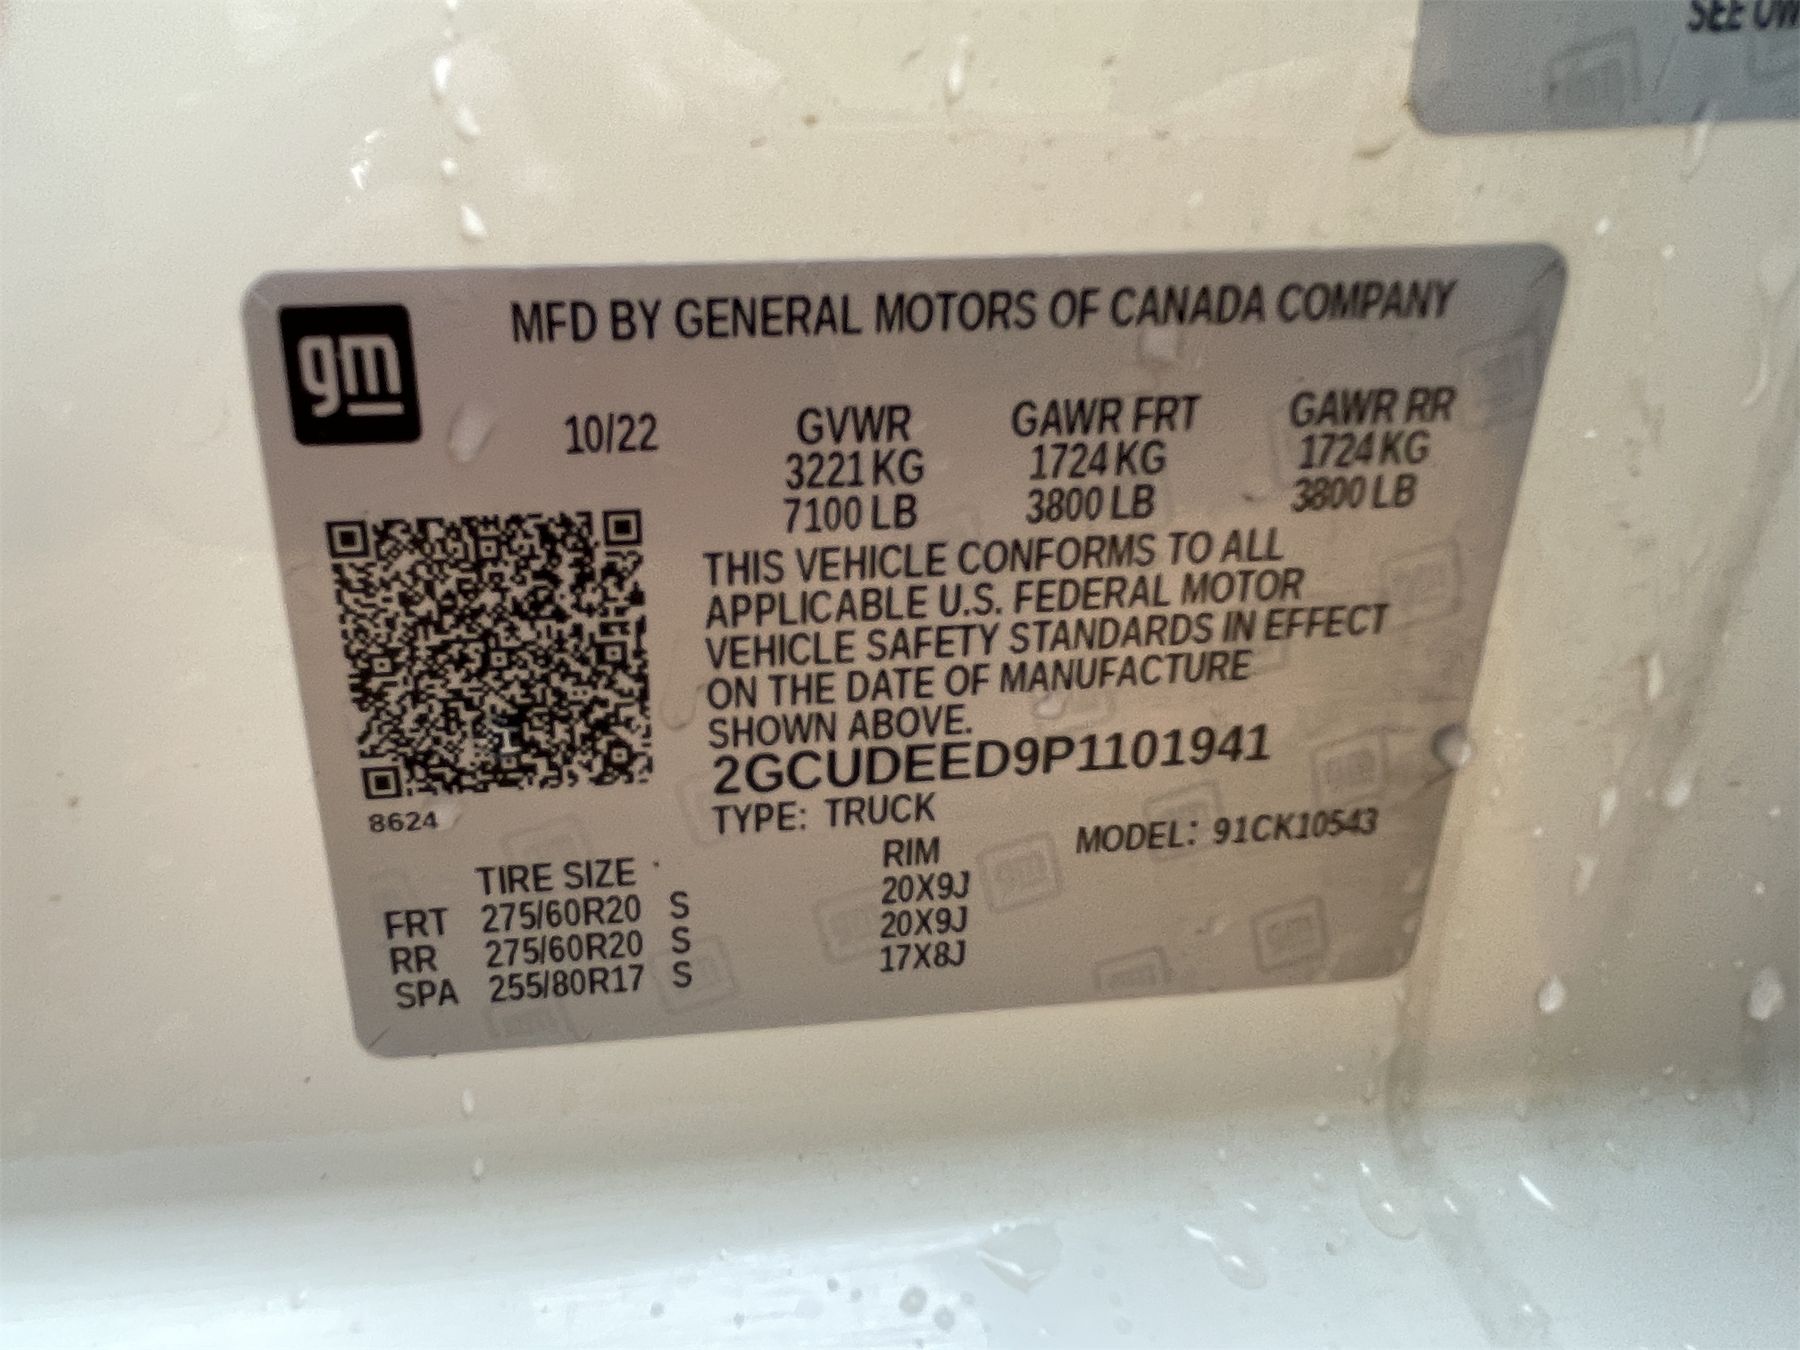 SEE OW
gm
MFD BY GENERAL MOTORS OF CANADA COMPANY
10/22
GVWR GAWR FRT GAWR RR
3221 KG 1724 KG 1724 KG
7100 LB 3800 LB 3800 LB
THIS VEHICLE CONFORMS TO ALL
APPLICABLE U.S. FEDERAL MOTOR
VEHICLE SAFETY STANDARDS IN EFFECT
ON THE DATE OF MANUFACTURE
SHOWN ABOVE.
2GCUDEED9P1101941
TYPE: TRUCK
MODEL: 91CK10543
8624
TIRE SIZE RIM
FRT 275/60R20 S 20X9J
RR 275/60R20 S 20X9J
SPA 255/80R17 S 17X8J